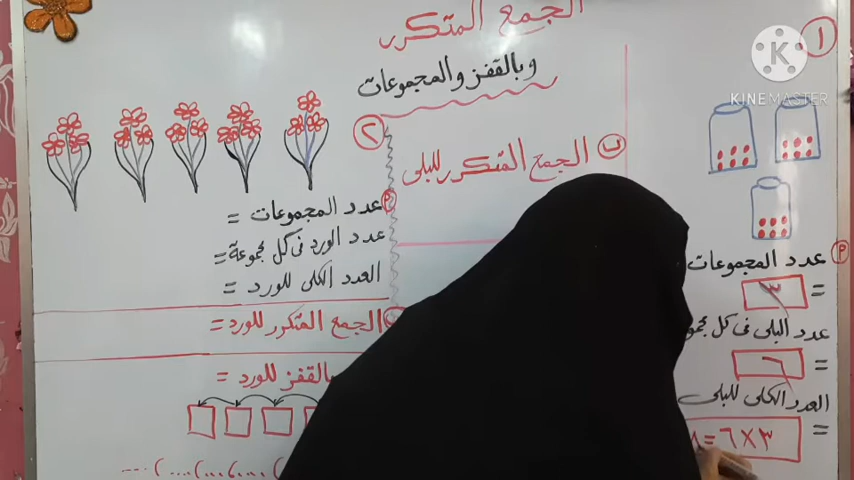 الجمع المتكرر
وبالقفز والمجموعات
١
KINEMASTER
عدد المجموعات
= ٣
عدد البلى فى كل
= ٦
العدد الكلى للبلى
= ٣×٦=
ب الجمع المتكرر للبلى
٢
عدد المجموعات =
عدد الورد فى كل مجموعة =
العدد الكلى للورد =
الجمع المتكرر للورد =
بالقفز للورد =